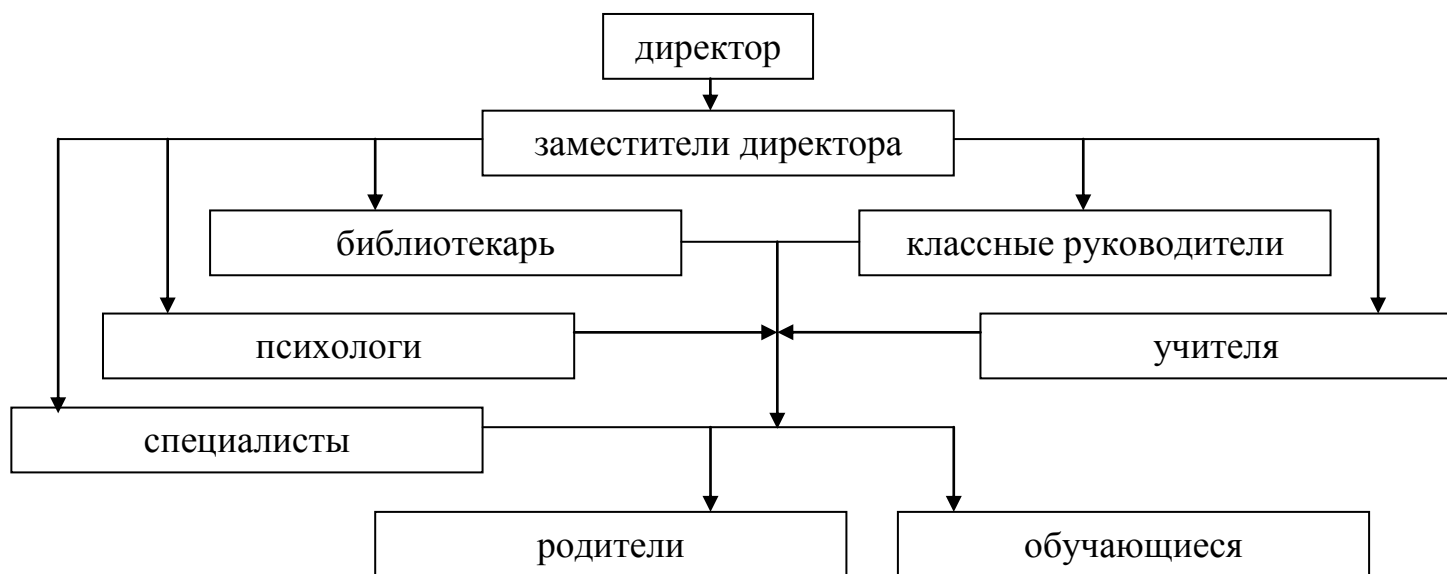 директор
заместители директора
библиотекарь
классные руководители
психологи
учителя
специалисты
родители
обучающиеся